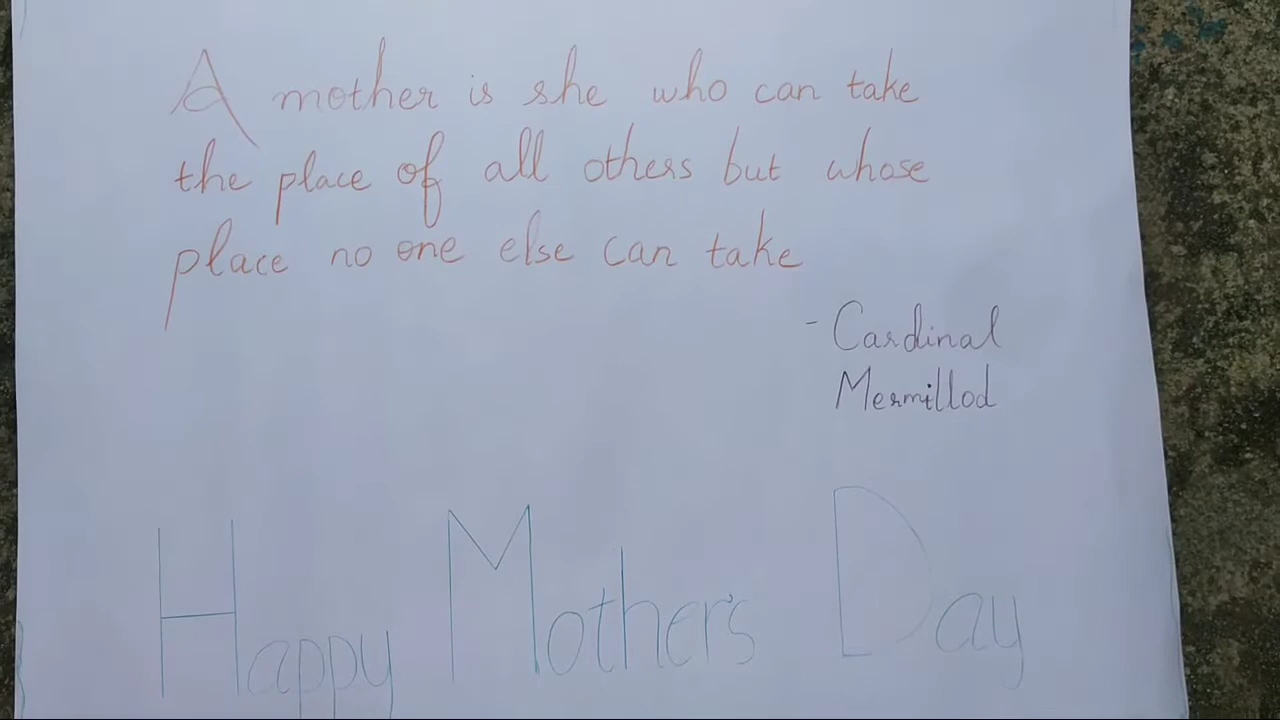 A mother is she who can take
the place of all others but whose
place no one else can take
- Cardinal
Mermillod
Happy Mother's Day